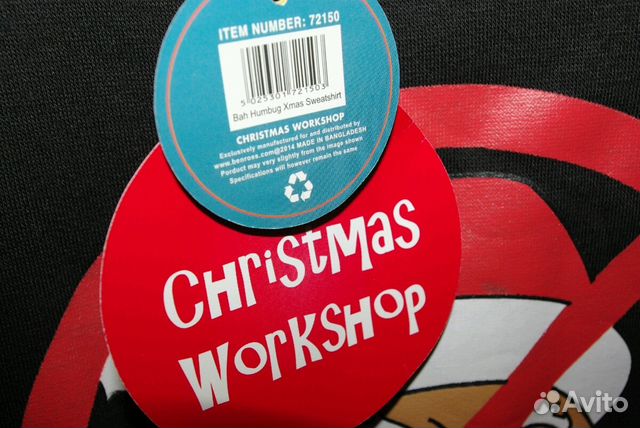 ITEM NUMBER: 72150
5 025301 721503
Bah Humbug Xmas Sweatshirt
CHRISTMAS WORKSHOP
Exclusively manufactured for and distributed by
www.benross.com@2014 MADE IN BANGLADESH
Porduct may very slightly from the image shown
Specifications will however remain the same
CHRiStMas
WORKSHOP
Avito